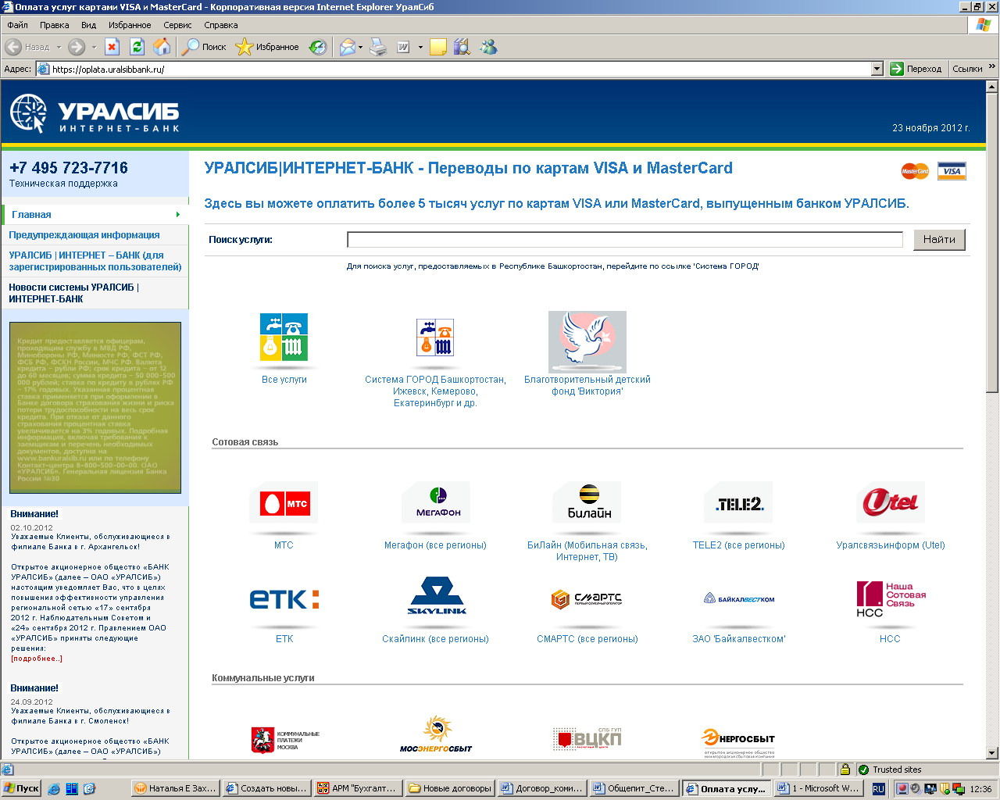 Оплата услуг картами VISA и MasterCard - Корпоративная версия Internet Explorer УралСиб
Файл Правка Вид Избранное Сервис Справка
Назад Поиск Избранное
Адрес: https://oplata.uralsibbank.ru/ Переход Ссылки
УРАЛСИБ
ИНТЕРНЕТ-БАНК
23 ноября 2012 г.
+7 495 723-7716
Техническая поддержка
Главная
Предупреждающая информация
УРАЛСИБ | ИНТЕРНЕТ – БАНК (для
зарегистрированных пользователей)
Новости системы УРАЛСИБ |
ИНТЕРНЕТ-БАНК
Кредит предоставляется офицерам,
проходящим службу в МВД РФ,
Минобороны РФ, Минюсте РФ, ФСТ РФ,
ФСБ РФ, ФСКН России, МЧС РФ. Валюта
кредита – рубли РФ; срок кредита – от 12
до 60 месяцев; сумма кредита – 50 000–500
000 рублей; ставка по кредиту в рублях РФ
– 17% годовых. Указанная процентная
ставка применяется при оформлении в
Банке договора страхования жизни и риска
потери трудоспособности на весь срок
кредита. При отказе от данного
страхования процентная ставка
увеличивается на 3% годовых. Подробная
информация, включая требования к
заемщикам и перечень необходимых
документов, доступна на
www.bankuralsib.ru или по телефону
Контакт-центра 8-800-500-00-00. ОАО
«УРАЛСИБ». Генеральная лицензия Банка
России №30
Внимание!
02.10.2012
Уважаемые Клиенты, обслуживающиеся в
филиале Банка в г. Архангельск!
Открытое акционерное общество «БАНК
УРАЛСИБ» (далее – ОАО «УРАЛСИБ»)
настоящим уведомляет Вас, что в целях
повышения эффективности управления
региональной сетью «17» сентября
2012 г. Наблюдательным Советом и
«24» сентября 2012 г. Правлением ОАО
«УРАЛСИБ» приняты следующие
решения:
[подробнее..]
Внимание!
24.09.2012
Уважаемые Клиенты, обслуживающиеся в
филиале Банка в г. Смоленск!
Открытое акционерное общество «БАНК
УРАЛСИБ» (далее – ОАО «УРАЛСИБ»)
УРАЛСИБ|ИНТЕРНЕТ-БАНК - Переводы по картам VISA и MasterCard
MasterCard VISA
Здесь вы можете оплатить более 5 тысяч услуг по картам VISA или MasterCard, выпущенным банком УРАЛСИБ.
Поиск услуги: Найти
Для поиска услуг, предоставляемых в Республике Башкортостан, перейдите по ссылке 'Система ГОРОД'
Все услуги
Система ГОРОД Башкортостан,
Ижевск, Кемерово,
Екатеринбург и др.
Благотворительный детский
фонд 'Виктория'
Сотовая связь
МТС МЕГАФОН Билайн TELE2 Utel
МТС
Мегафон (все регионы)
БиЛайн (Мобильная связь,
Интернет, ТВ)
TELE2 (все регионы)
Уралсвязьинформ (Utel)
ЕТК: SKYLINK СМАРТС ПЕРВЫЙ СЕМЕЙНЫЙ ОПЕРАТОР БАЙКАЛВЕСТКОМ НСС Наша
Сотовая
Связь
ЕТК
Скайлинк (все регионы)
СМАРТС (все регионы)
ЗАО 'Байкалвестком'
НСС
Коммунальные услуги
КОММУНАЛЬНЫЕ
ПЛАТЕЖИ
МОСКВА
МОСЭНЕРГОСБЫТ
СПБ ГУП
ВЦКП
ЭНЕРГОСБЫТ
открытое акционерное общество
нижегородская сбытовая компания
Trusted sites
Пуск Наталья Е Зах... Создать новы... АРМ "Бухгалт... Новые договоры Договор_коми... Общепит_Сте... Оплата услу... 1 - Microsoft W... RU 12:36